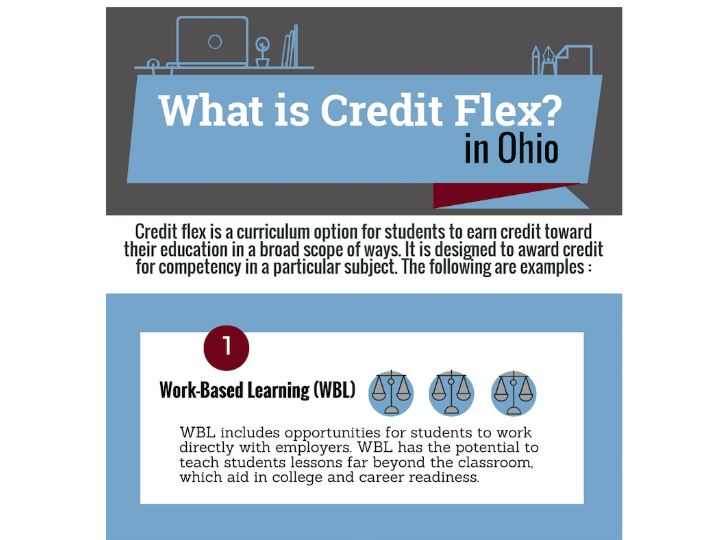 What is Credit Flex?
in Ohio
Credit flex is a curriculum option for students to earn credit toward
their education in a broad scope of ways. It is designed to award credit
for competency in a particular subject. The following are examples :
1
Work-Based Learning (WBL)
WBL includes opportunities for students to work
directly with employers. WBL has the potential to
teach students lessons far beyond the classroom,
which aid in college and career readiness.